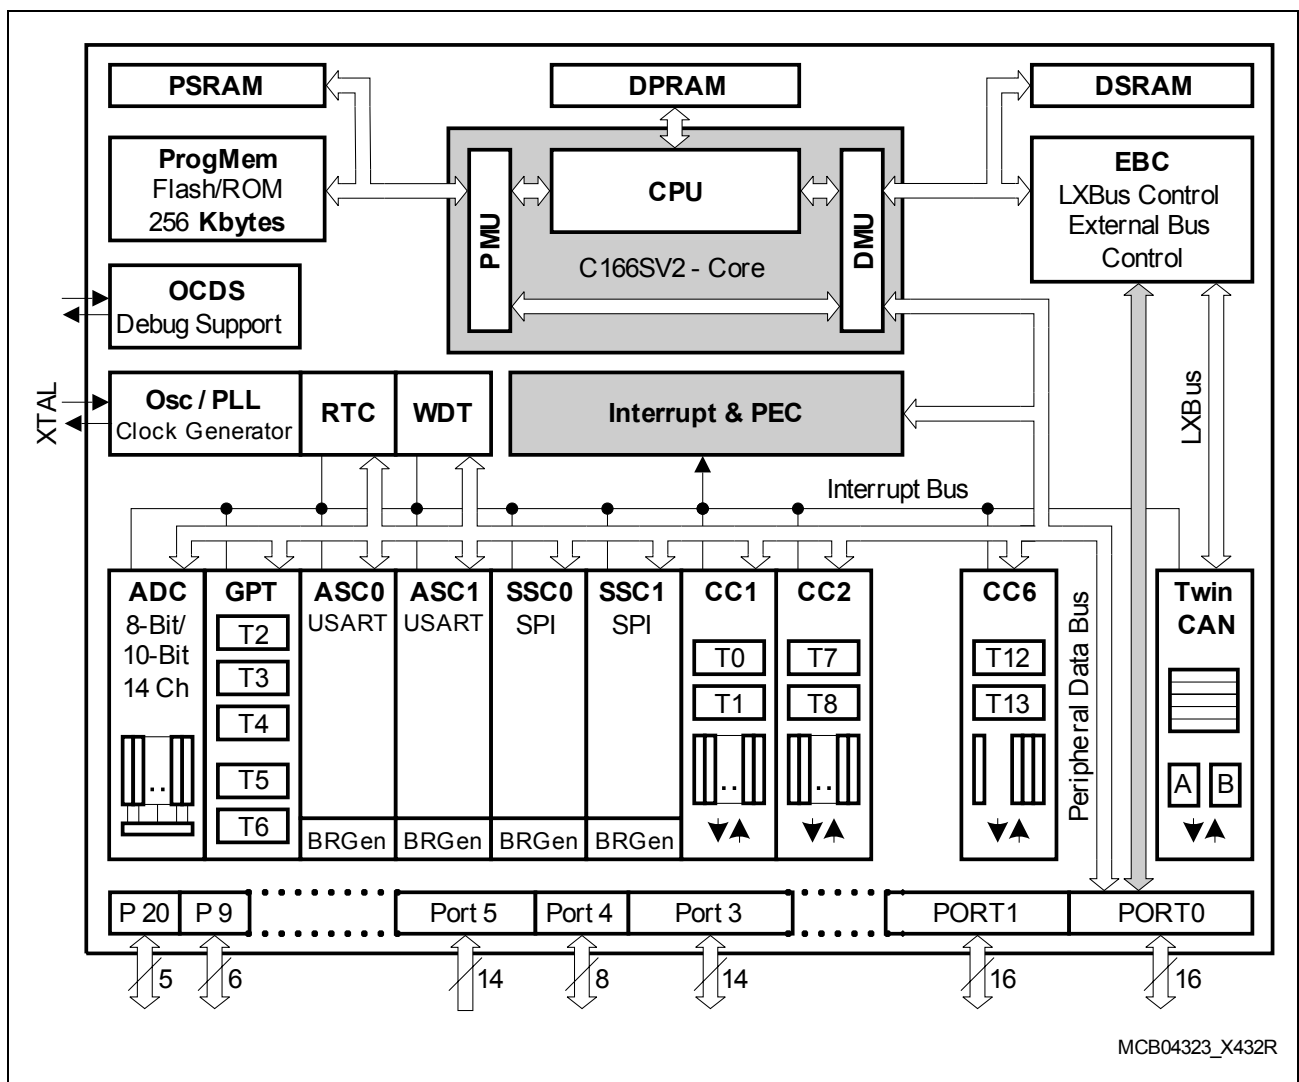 PSRAM
DPRAM
DSRAM
ProgMem
Flash/ROM
256 Kbytes
PMU
CPU
DMU
C166SV2 - Core
EBC
LXBus Control
External Bus
Control
OCDS
Debug Support
XTAL
Osc / PLL
Clock Generator
RTC
WDT
Interrupt & PEC
LXBus
Interrupt Bus
ADC
8-Bit/
10-Bit
14 Ch
GPT
T2
T3
T4
T5
T6
ASC0
USART
BRGen
ASC1
USART
BRGen
SSC0
SPI
BRGen
SSC1
SPI
BRGen
CC1
T0
T1
CC2
T7
T8
CC6
T12
T13
Peripheral Data Bus
Twin
CAN
A
B
P 20
P 9
Port 5
Port 4
Port 3
PORT1
PORT0
5
6
14
8
14
16
16
MCB04323_X432R